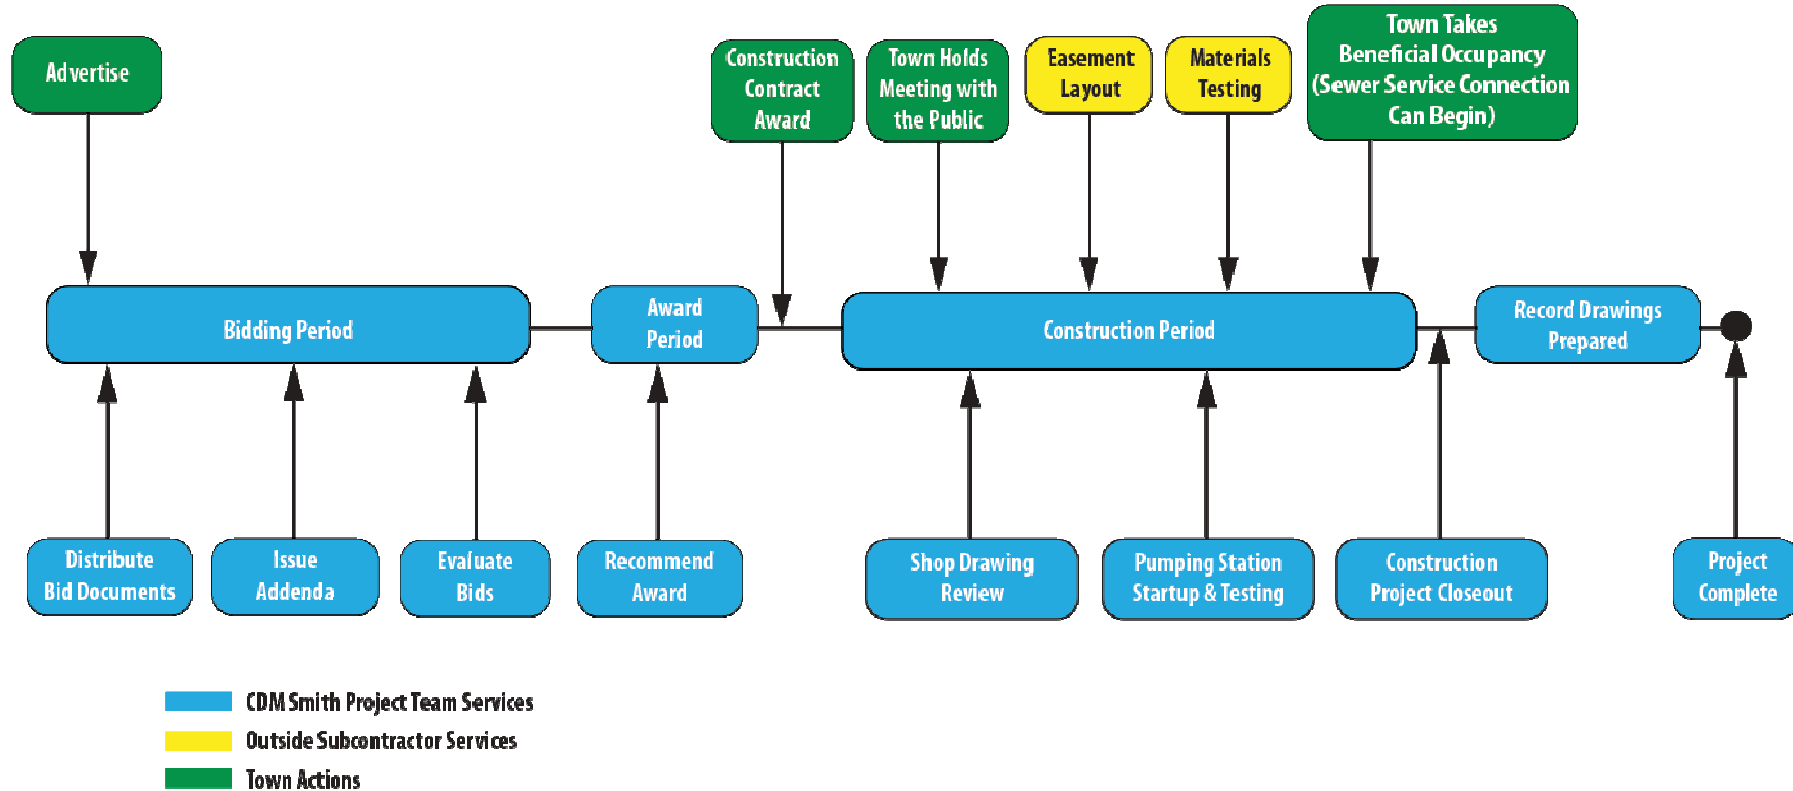 Advertise
Construction
Contract
Award
Town Holds
Meeting with
the Public
Easement
Layout
Materials
Testing
Town Takes
Beneficial Occupancy
(Sewer Service Connection
Can Begin)
Bidding Period
Award
Period
Construction Period
Record Drawings
Prepared
Distribute
Bid Documents
Issue
Addenda
Evaluate
Bids
Recommend
Award
Shop Drawing
Review
Pumping Station
Startup & Testing
Construction
Project Closeout
Project
Complete
CDM Smith Project Team Services
Outside Subcontractor Services
Town Actions